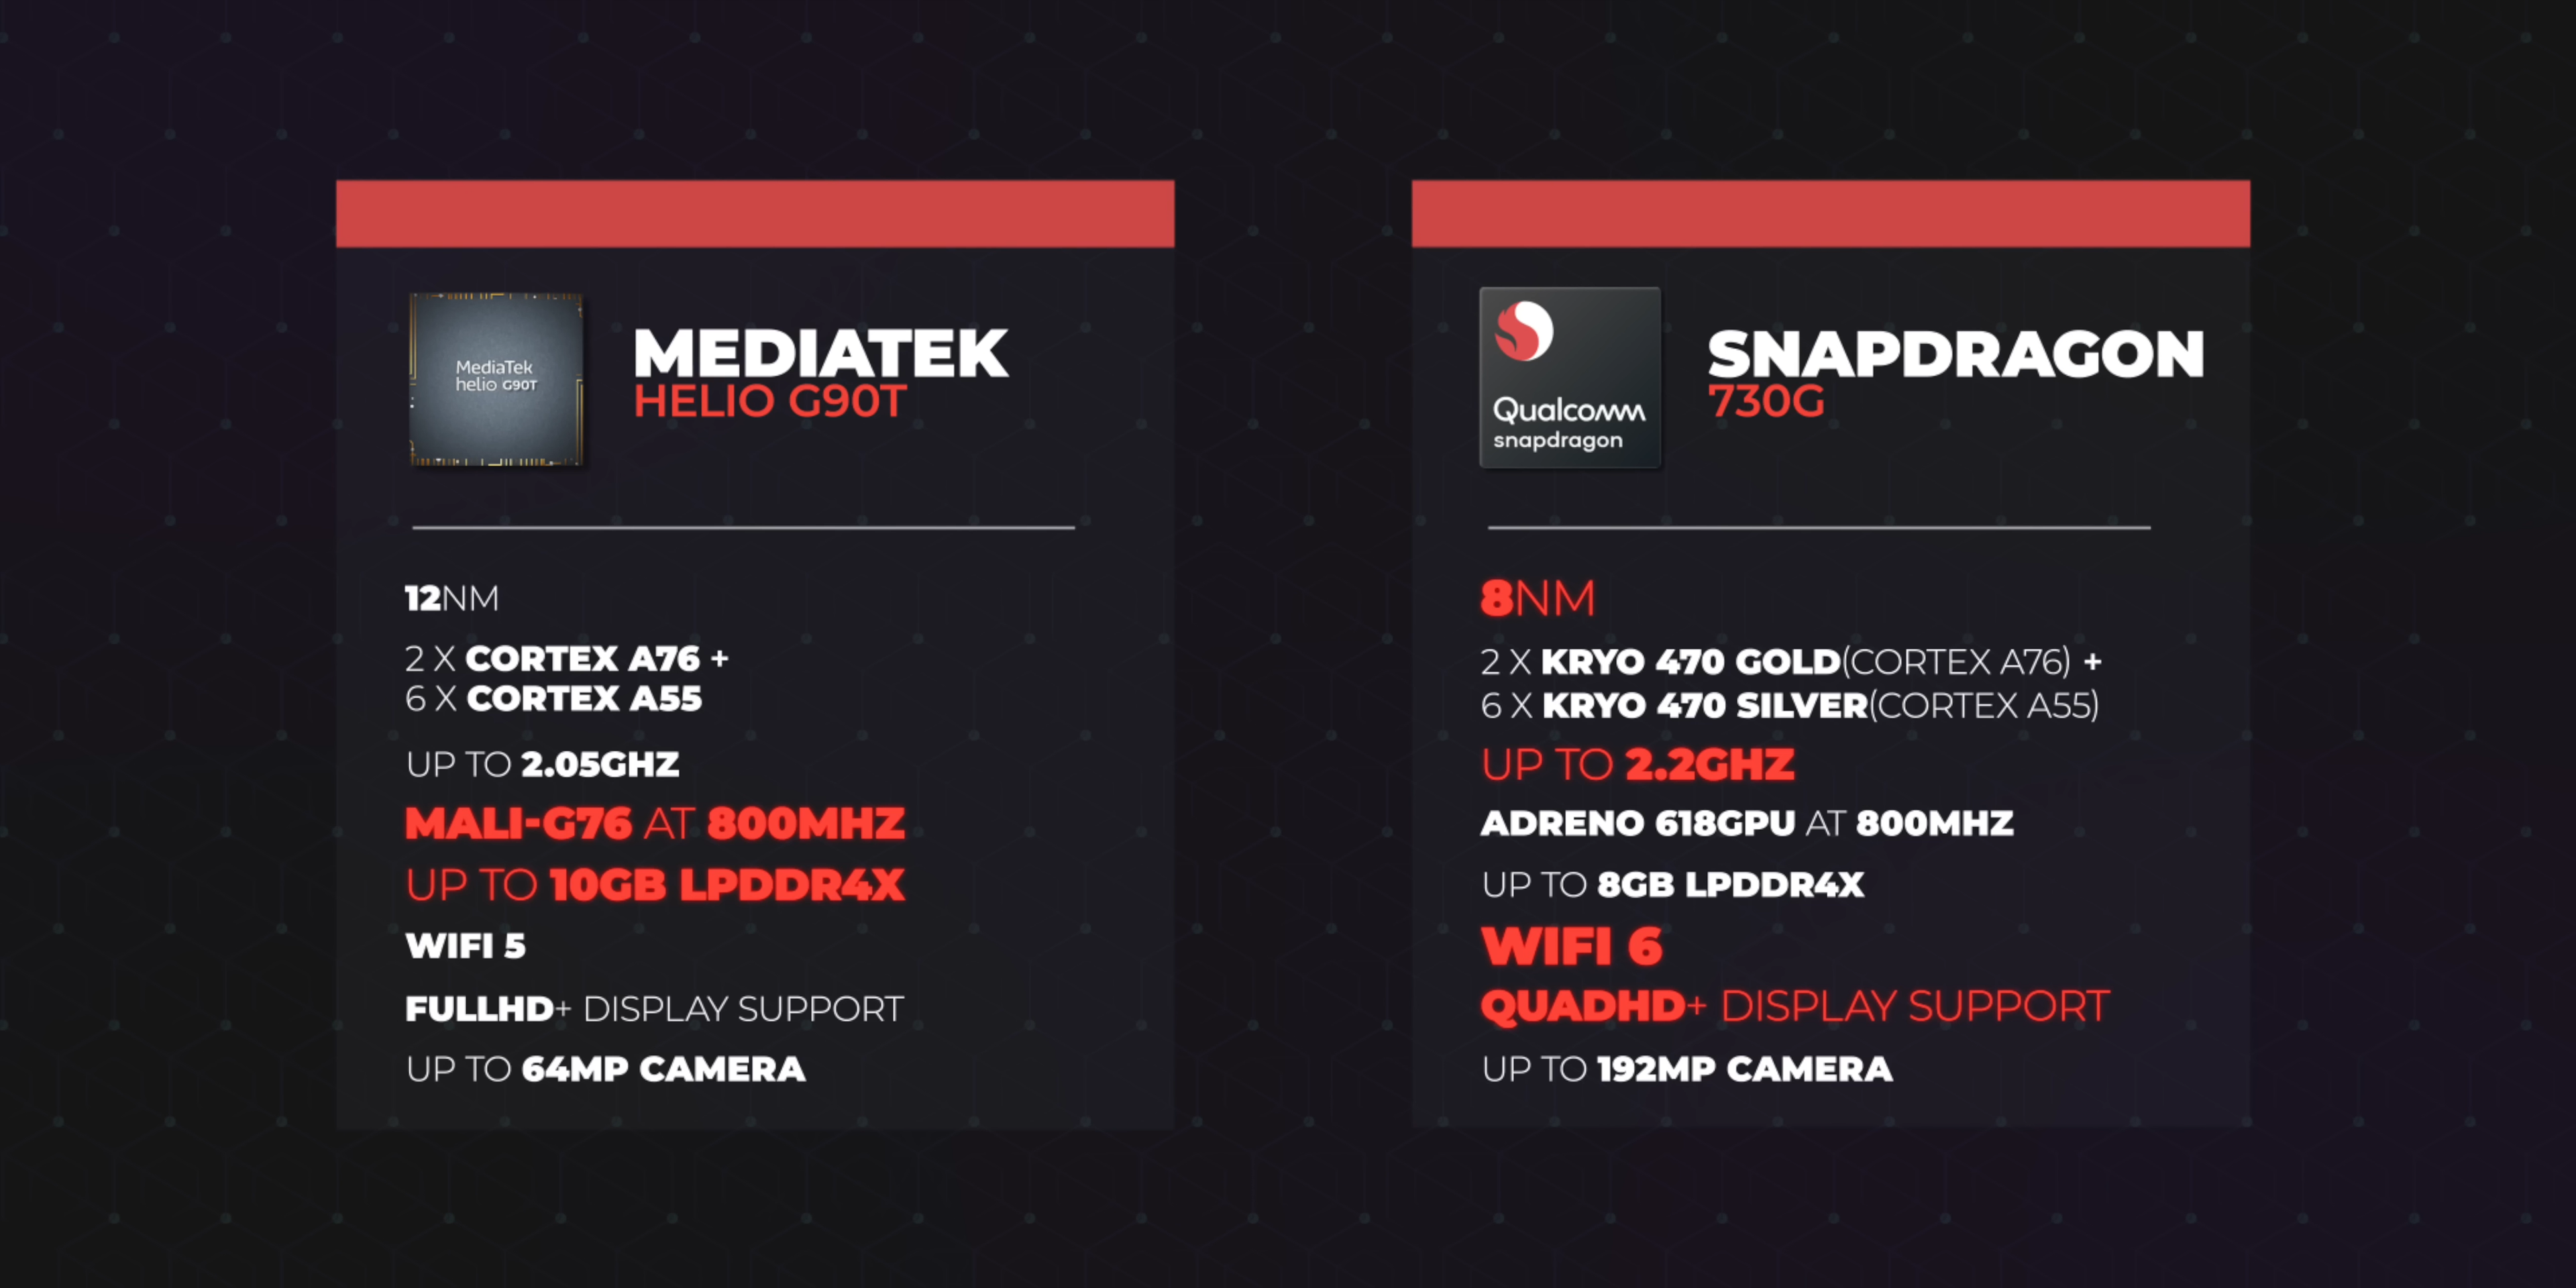 MediaTek
helio G90T
MEDIATEK
HELIO G90T
12NM
2 X CORTEX A76 +
6 X CORTEX A55
UP TO 2.05GHZ
MALI-G76 AT 800MHZ
UP TO 10GB LPDDR4X
WIFI 5
FULLHD+ DISPLAY SUPPORT
UP TO 64MP CAMERA
Qualcomm
snapdragon
SNAPDRAGON
730G
8NM
2 X KRYO 470 GOLD(CORTEX A76) +
6 X KRYO 470 SILVER(CORTEX A55)
UP TO 2.2GHZ
ADRENO 618GPU AT 800MHZ
UP TO 8GB LPDDR4X
WIFI 6
QUADHD+ DISPLAY SUPPORT
UP TO 192MP CAMERA